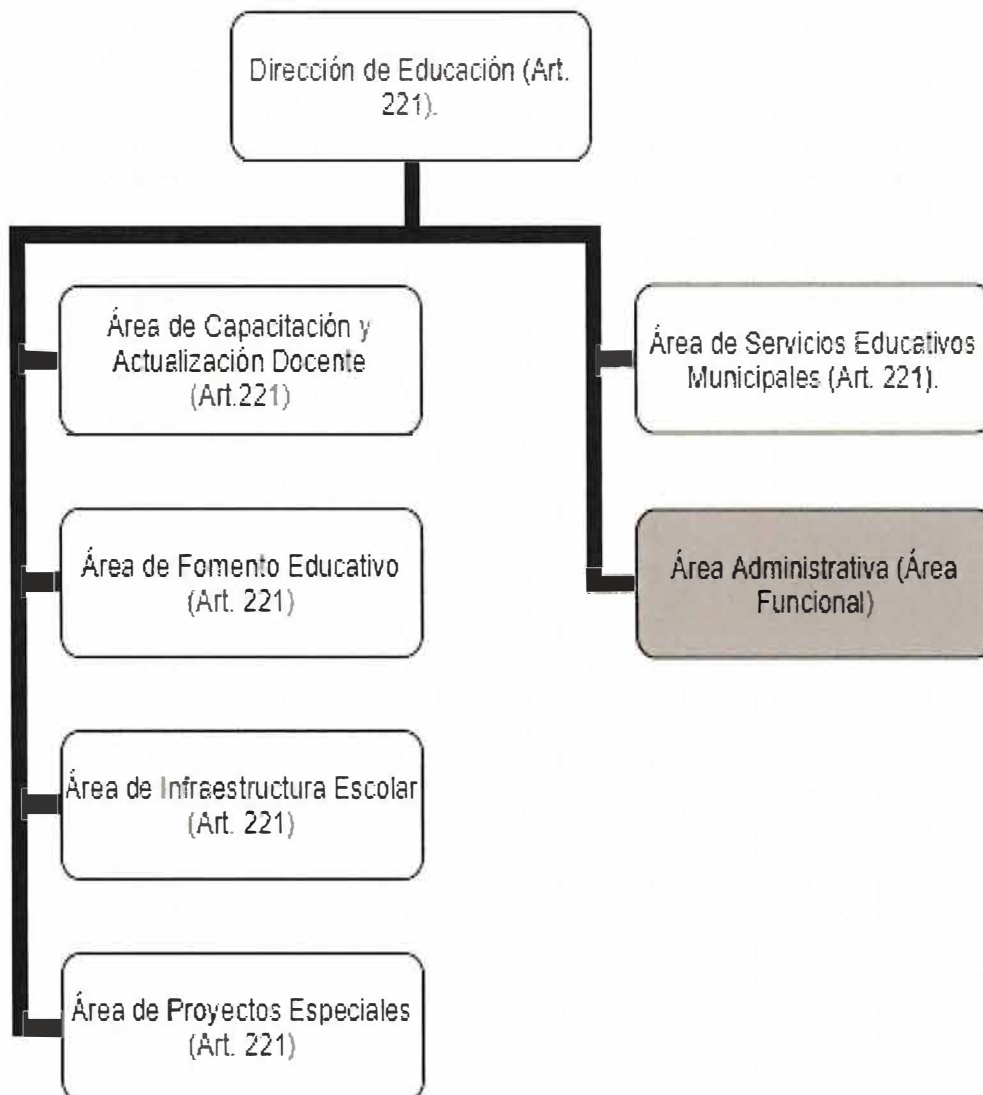 Dirección de Educación (Art.
221).
Área de Capacitación y
Actualización Docente
(Art.221)
Área de Fomento Educativo
(Art. 221)
Área de Infraestructura Escolar
(Art. 221)
Área de Proyectos Especiales
(Art. 221)
Área de Servicios Educativos
Municipales (Art. 221).
Área Administrativa (Área
Funcional)